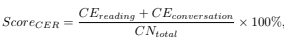 $Score_{CER} = \frac{CE_{reading} + CE_{conversation}}{CN_{total}} \times 100\%,$